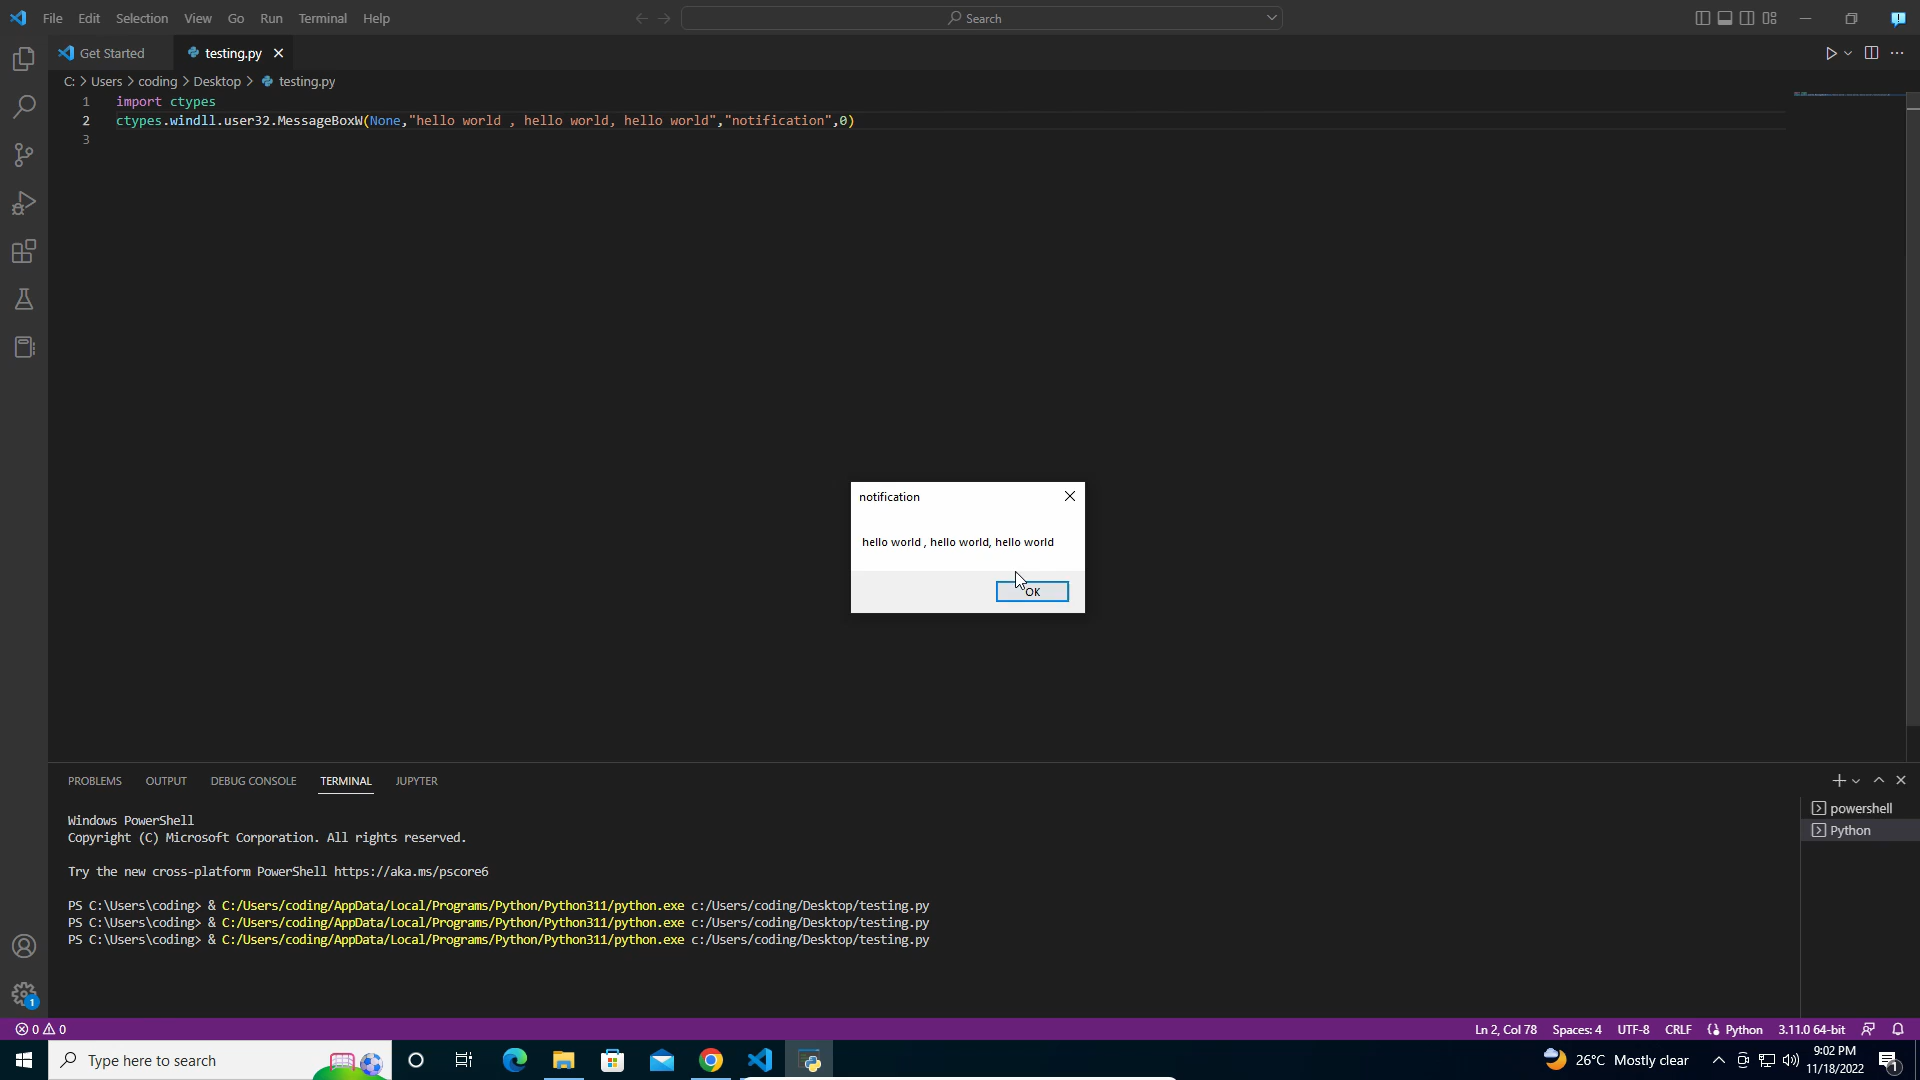 File Edit Selection View Go Run Terminal Help
Search
Get Started
testing.py
C: > Users > coding > Desktop > testing.py
1 import ctypes
2 ctypes.windll.user32.MessageBoxW(None,"hello world , hello world, hello world","notification",0)
3
notification
hello world , hello world, hello world
OK
PROBLEMS OUTPUT DEBUG CONSOLE TERMINAL JUPYTER
powershell
Python
Windows PowerShell
Copyright (C) Microsoft Corporation. All rights reserved.
Try the new cross-platform PowerShell https://aka.ms/pscore6
PS C:\Users\coding> & C:/Users/coding/AppData/Local/Programs/Python/Python311/python.exe c:/Users/coding/Desktop/testing.py
PS C:\Users\coding> & C:/Users/coding/AppData/Local/Programs/Python/Python311/python.exe c:/Users/coding/Desktop/testing.py
PS C:\Users\coding> & C:/Users/coding/AppData/Local/Programs/Python/Python311/python.exe c:/Users/coding/Desktop/testing.py
1
0 0 Ln 2, Col 78 Spaces: 4 UTF-8 CRLF Python 3.11.0 64-bit
Type here to search
26°C Mostly clear
9:02 PM
11/18/2022
1